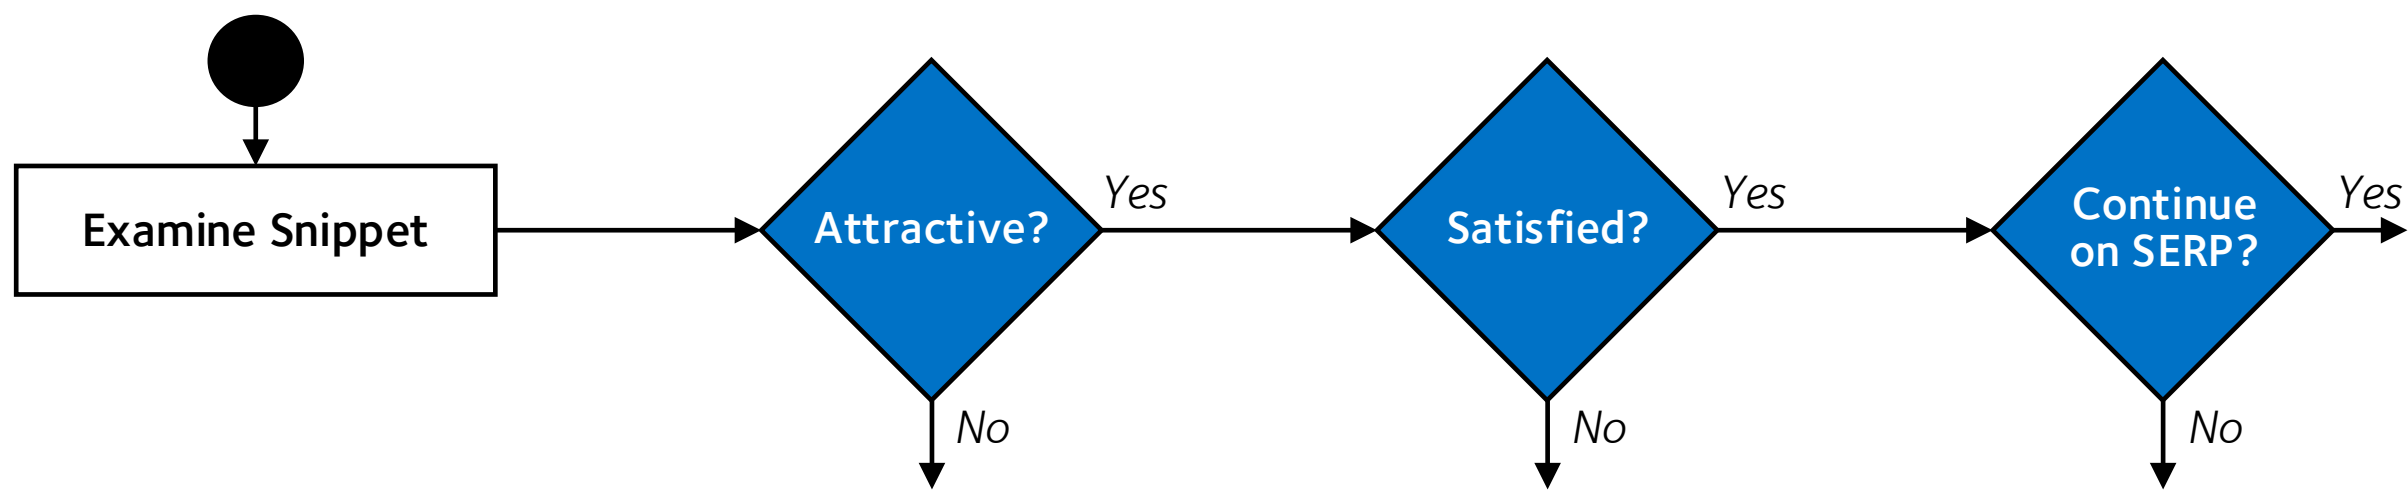 Examine Snippet
Attractive?
Yes
No
Satisfied?
Yes
No
Continue
on SERP?
Yes
No